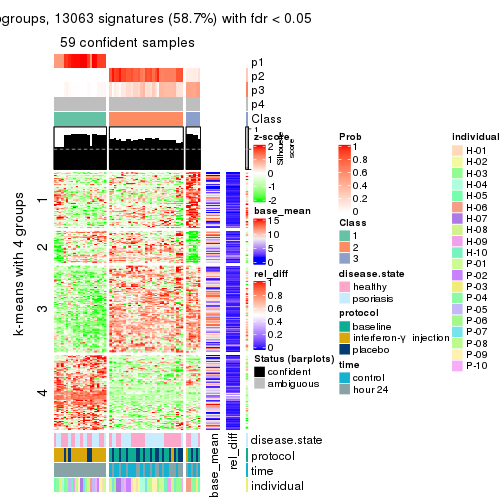 ogroups, 13063 signatures (58.7%) with fdr < 0.05
59 confident samples
p1
p2
p3
p4
Class
1
Silhouette
score
k-means with 4 groups
1
2
3
4
disease.state
protocol
time
individual
base_mean
rel_diff
z-score
2
1
0
-1
-2
base_mean
15
10
5
0
rel_diff
1
0.8
0.6
0.4
0.2
0
Status (barplots)
confident
ambiguous
Prob
1
0.8
0.6
0.4
0.2
0
Class
1
2
3
disease.state
healthy
psoriasis
protocol
baseline
interferon-γ injection
placebo
time
control
hour 24
individual
H-01
H-02
H-03
H-04
H-05
H-06
H-07
H-08
H-09
H-10
P-01
P-02
P-03
P-04
P-05
P-06
P-07
P-08
P-09
P-10